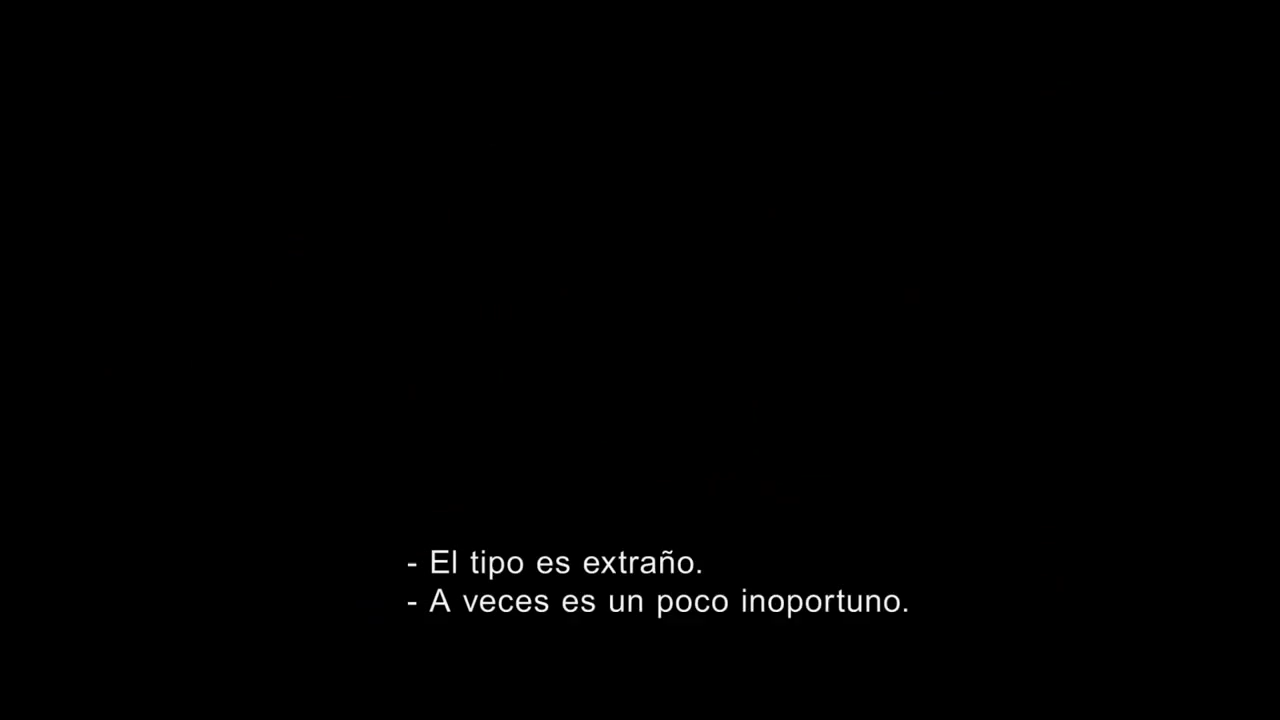 - El tipo es extraño.
- A veces es un poco inoportuno.